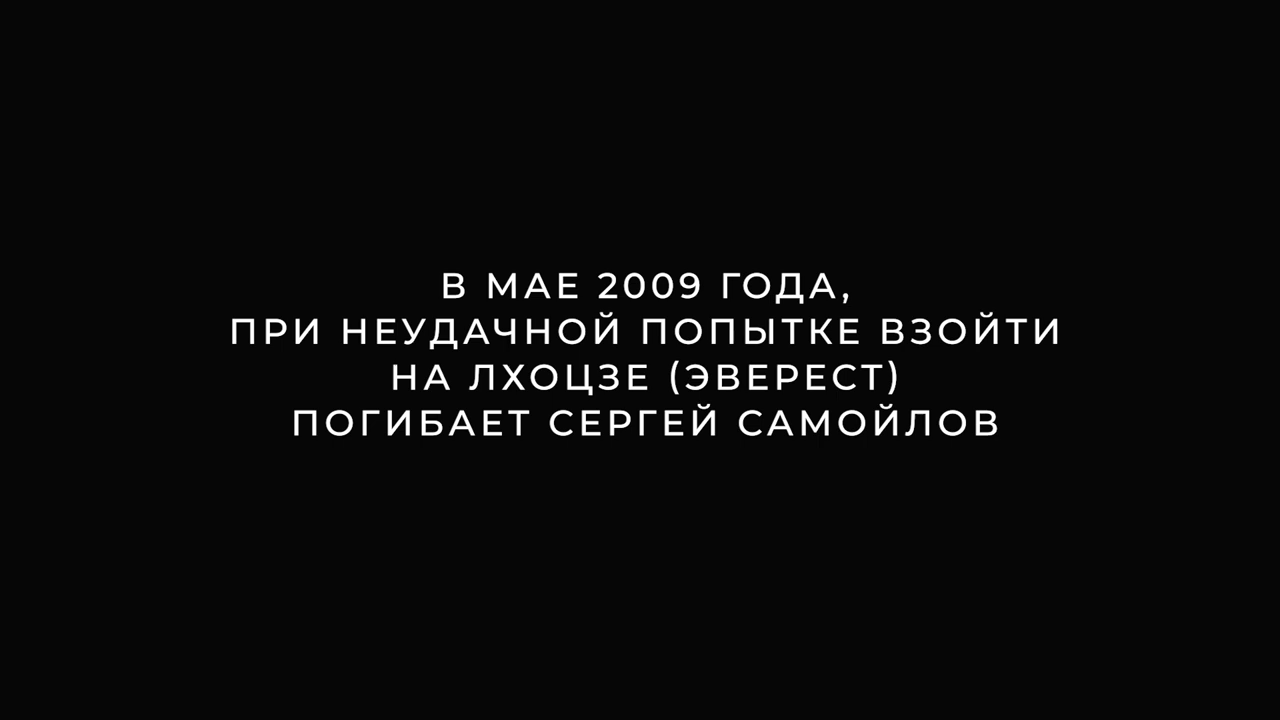 В МАЕ 2009 ГОДА,
ПРИ НЕУДАЧНОЙ ПОПЫТКЕ ВЗОЙТИ
НА ЛХОЦЗЕ (ЭВЕРЕСТ)
ПОГИБАЕТ СЕРГЕЙ САМОЙЛОВ